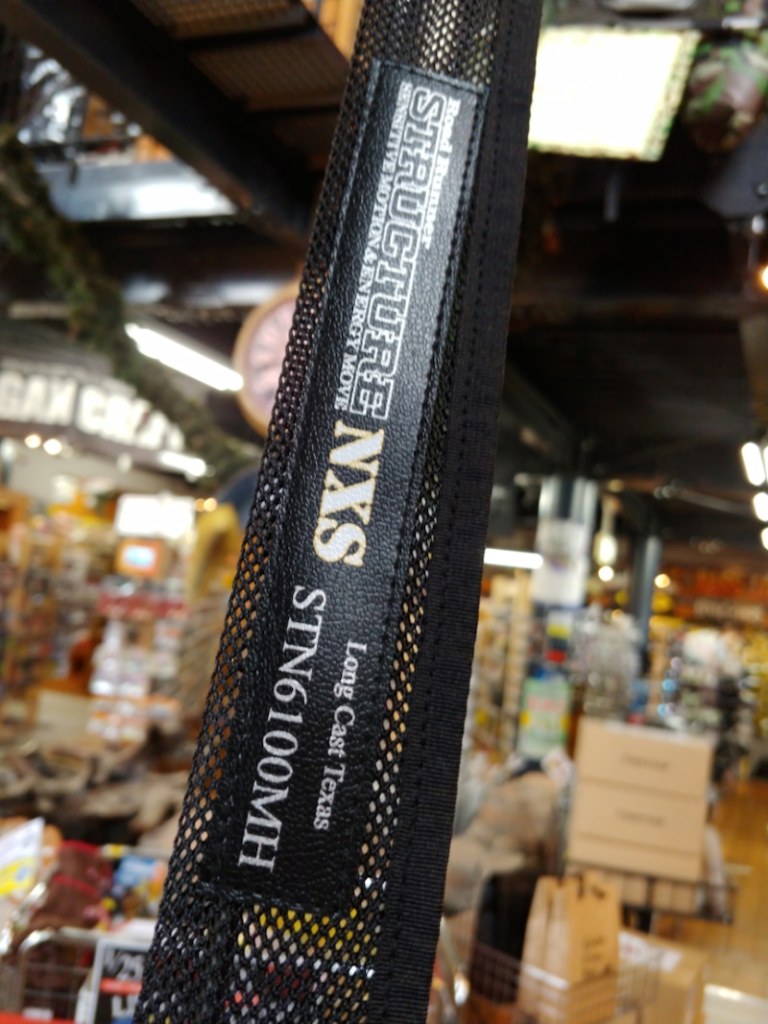 Road Runner
STRUCTURE
SENSITIVE MOTION & ENERGY MOVE
NXS
Long Cast Texas
STN6100MH